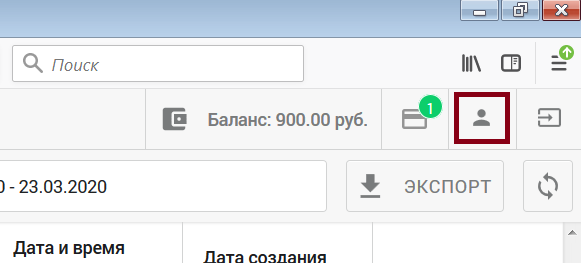 Поиск
Баланс: 900.00 руб.
1
0 - 23.03.2020
ЭКСПОРТ
Дата и время
Дата создания